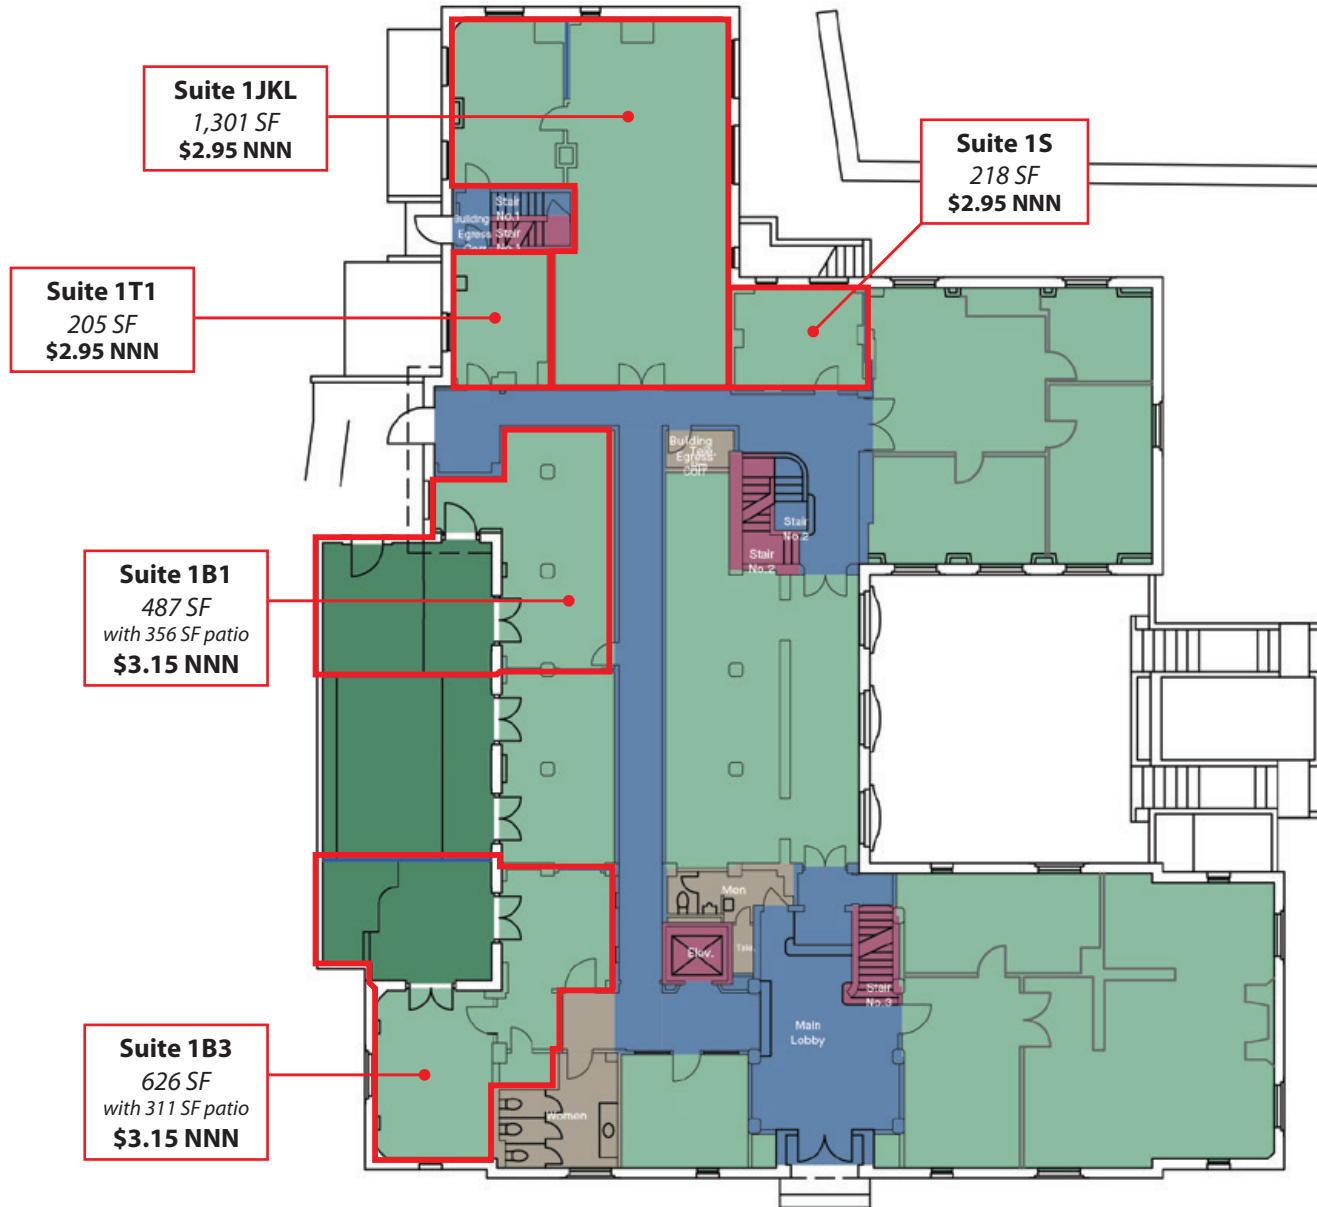 Suite 1JKL
1,301 SF
$2.95 NNN
Suite 1S
218 SF
$2.95 NNN
Stair
No.1
Building
Egress
Stair
Suite 1T1
205 SF
$2.95 NNN
Building
Egress
Stair
No.2
Stair
No.2
Suite 1B1
487 SF
with 356 SF patio
$3.15 NNN
Men
Elev.
Tele.
Stair
No.3
Main
Lobby
Suite 1B3
626 SF
with 311 SF patio
$3.15 NNN
Women